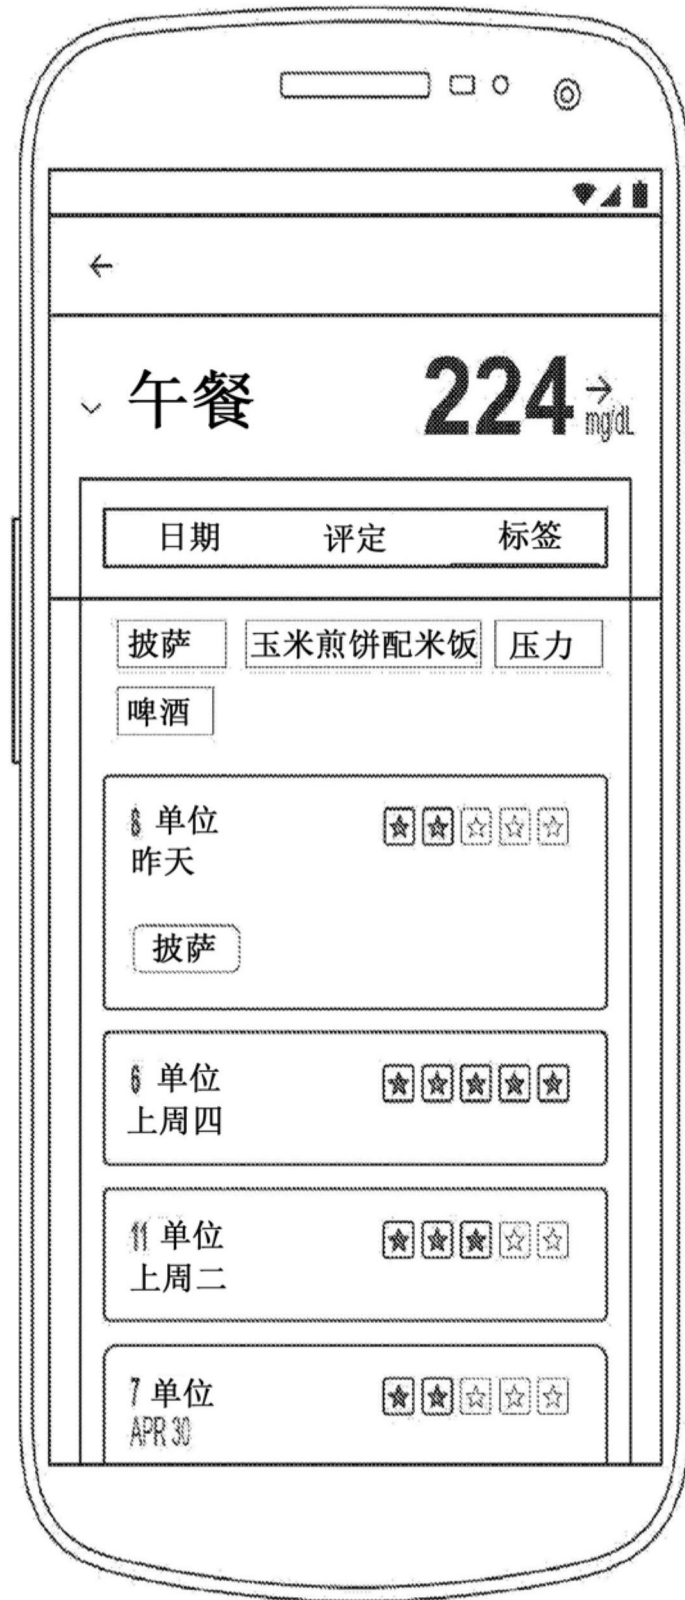 午餐 224 mg/dL
日期 评定 标签
披萨 玉米煎饼配米饭 压力
啤酒
8 单位
昨天
披萨
6 单位
上周四
11 单位
上周二
7 单位
APR 30